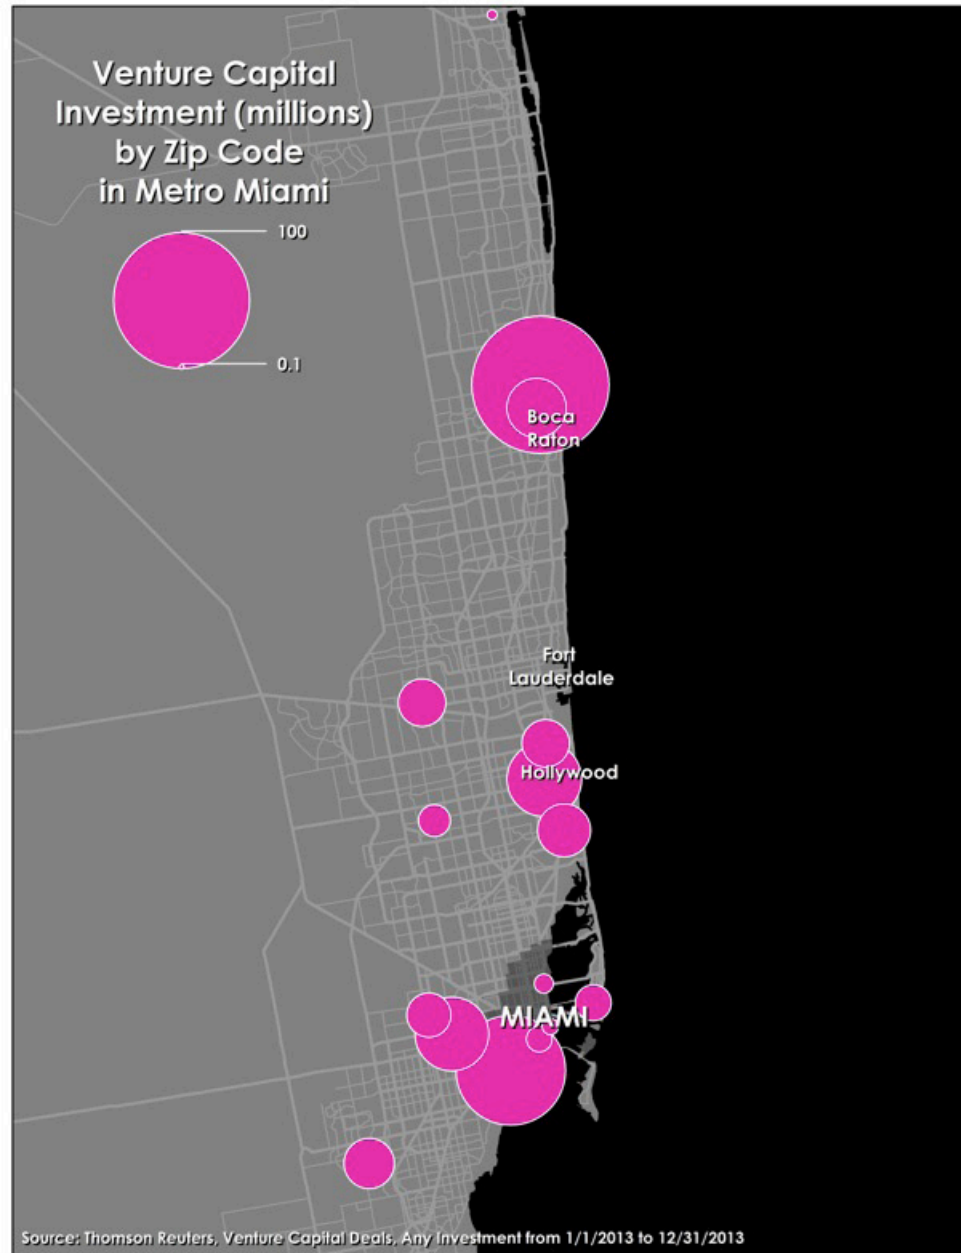 Venture Capital
Investment (millions)
by Zip Code
in Metro Miami
100
0.1
Boca
Raton
Fort
Lauderdale
Hollywood
MIAMI
Source: Thomson Reuters, Venture Capital Deals, Any Investment from 1/1/2013 to 12/31/2013